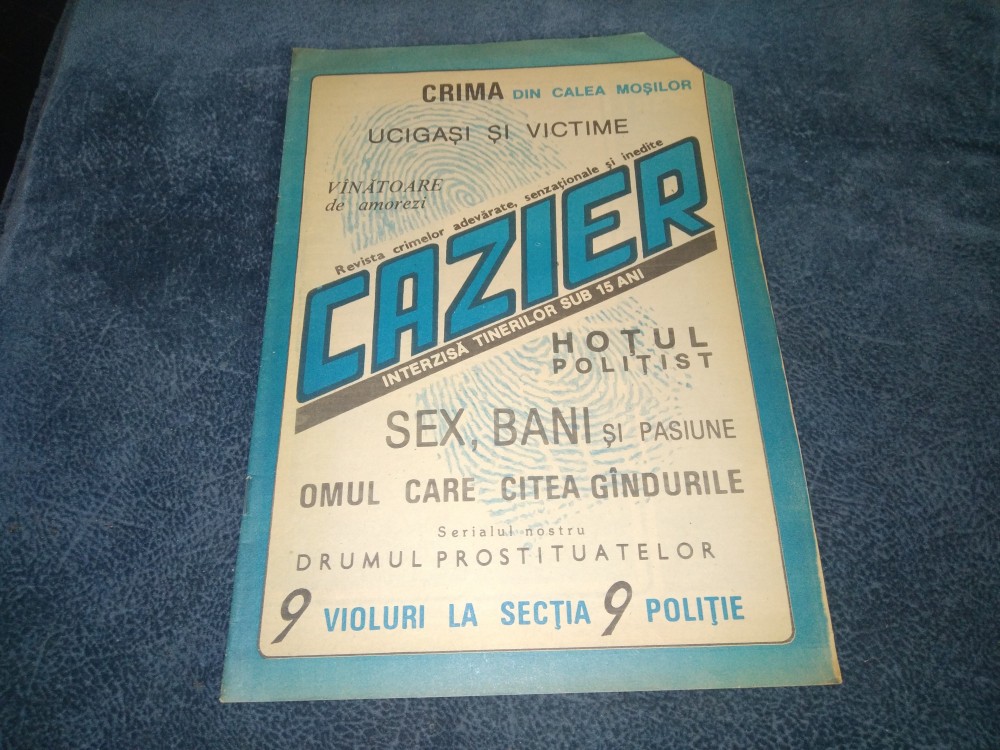 CRIMA DIN CALEA MOȘILOR
UCIGAȘI ȘI VICTIME
VÎNĂTOARE
de amorezi
Revista crimelor adevărate, senzaționale și inedite
CAZIER
INTERZISĂ TINERILOR SUB 15 ANI
HOȚUL
POLIȚIST
SEX, BANI ȘI PASIUNE
OMUL CARE CITEA GÎNDURILE
Serialul nostru
DRUMUL PROSTITUATELOR
9 VIOLURI LA SECȚIA 9 POLIȚIE